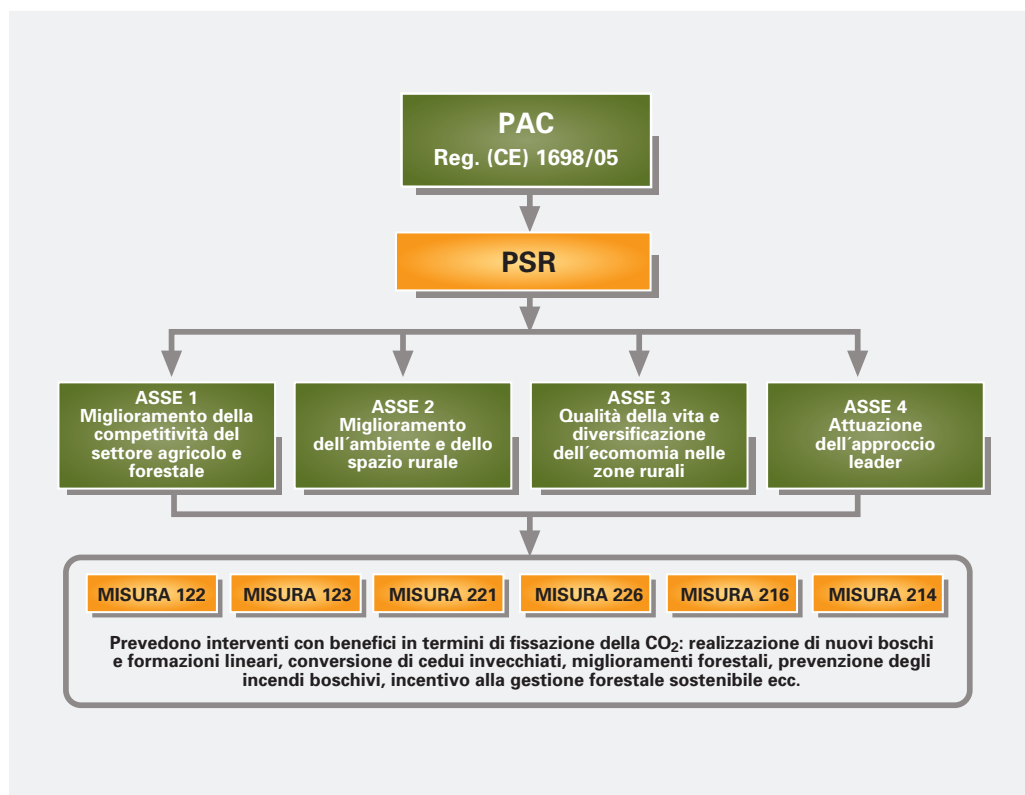 PAC
Reg. (CE) 1698/05
PSR
ASSE 1
Miglioramento della
competitività del
settore agricolo e
forestale
ASSE 2
Miglioramento
dell´ambiente e dello
spazio rurale
ASSE 3
Qualità della vita e
diversificazione
dell´ecomomia nelle
zone rurali
ASSE 4
Attuazione
dell´approccio
leader
MISURA 122
MISURA 123
MISURA 221
MISURA 226
MISURA 216
MISURA 214
Prevedono interventi con benefici in termini di fissazione della CO₂: realizzazione di nuovi boschi
e formazioni lineari, conversione di cedui invecchiati, miglioramenti forestali, prevenzione degli
incendi boschivi, incentivo alla gestione forestale sostenibile ecc.